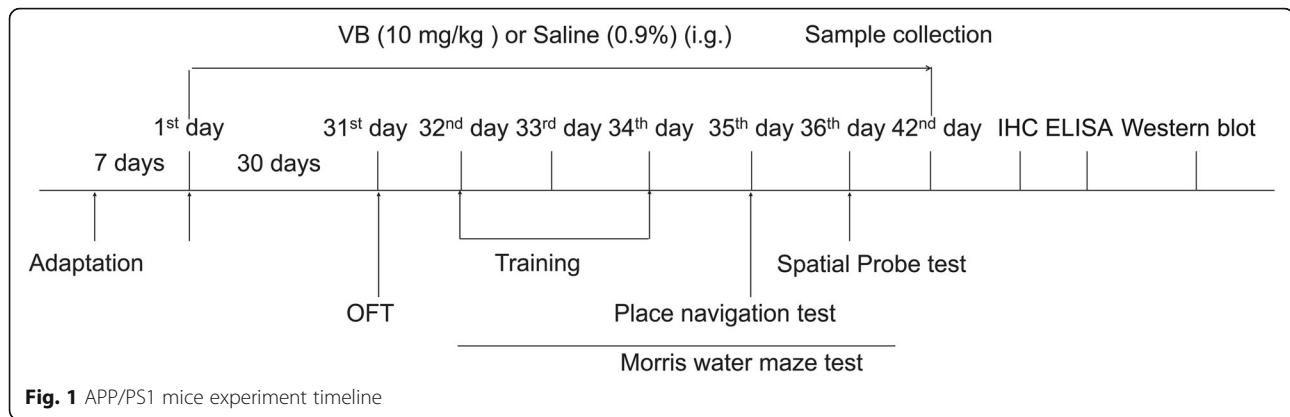 VB (10 mg/kg ) or Saline (0.9%) (i.g.) Sample collection
1st day 31st day 32nd day 33rd day 34th day 35th day 36th day 42nd day IHC ELISA Western blot
7 days 30 days
Adaptation Training Spatial Probe test
OFT Place navigation test
Morris water maze test
Fig. 1 APP/PS1 mice experiment timeline